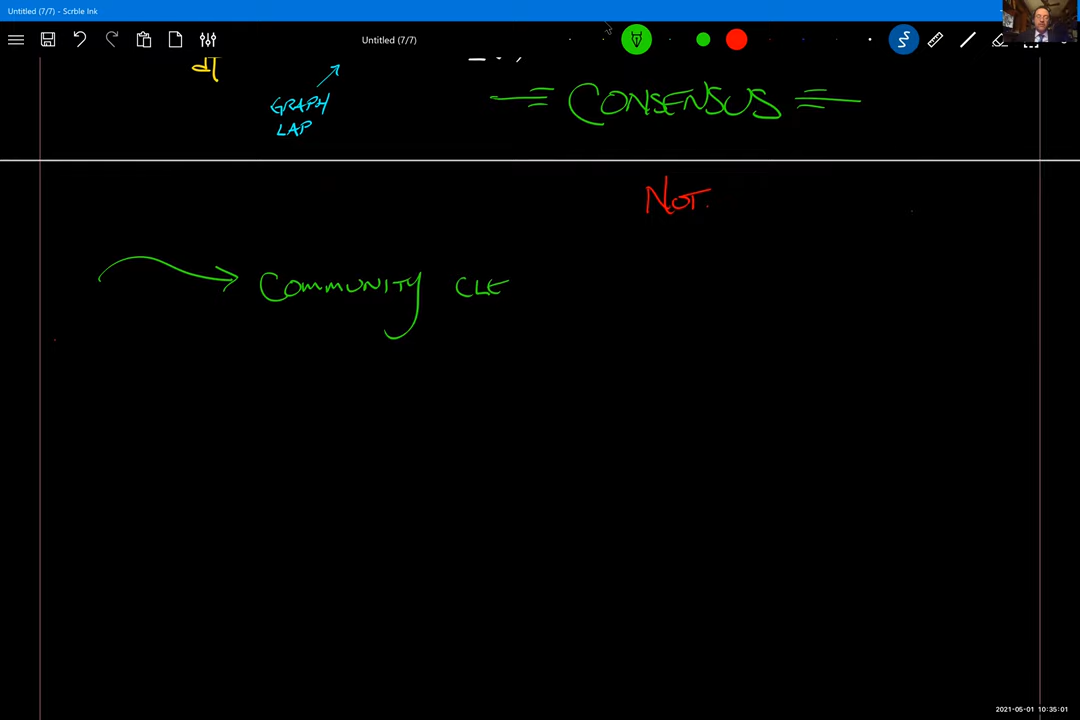 Untitled (7/7) - Scrble Ink
Untitled (7/7)
dT
GRAPH
LAP
CONSENSUS
NOT.
COMMUNITY CLE
2021-05-01 10:35:01